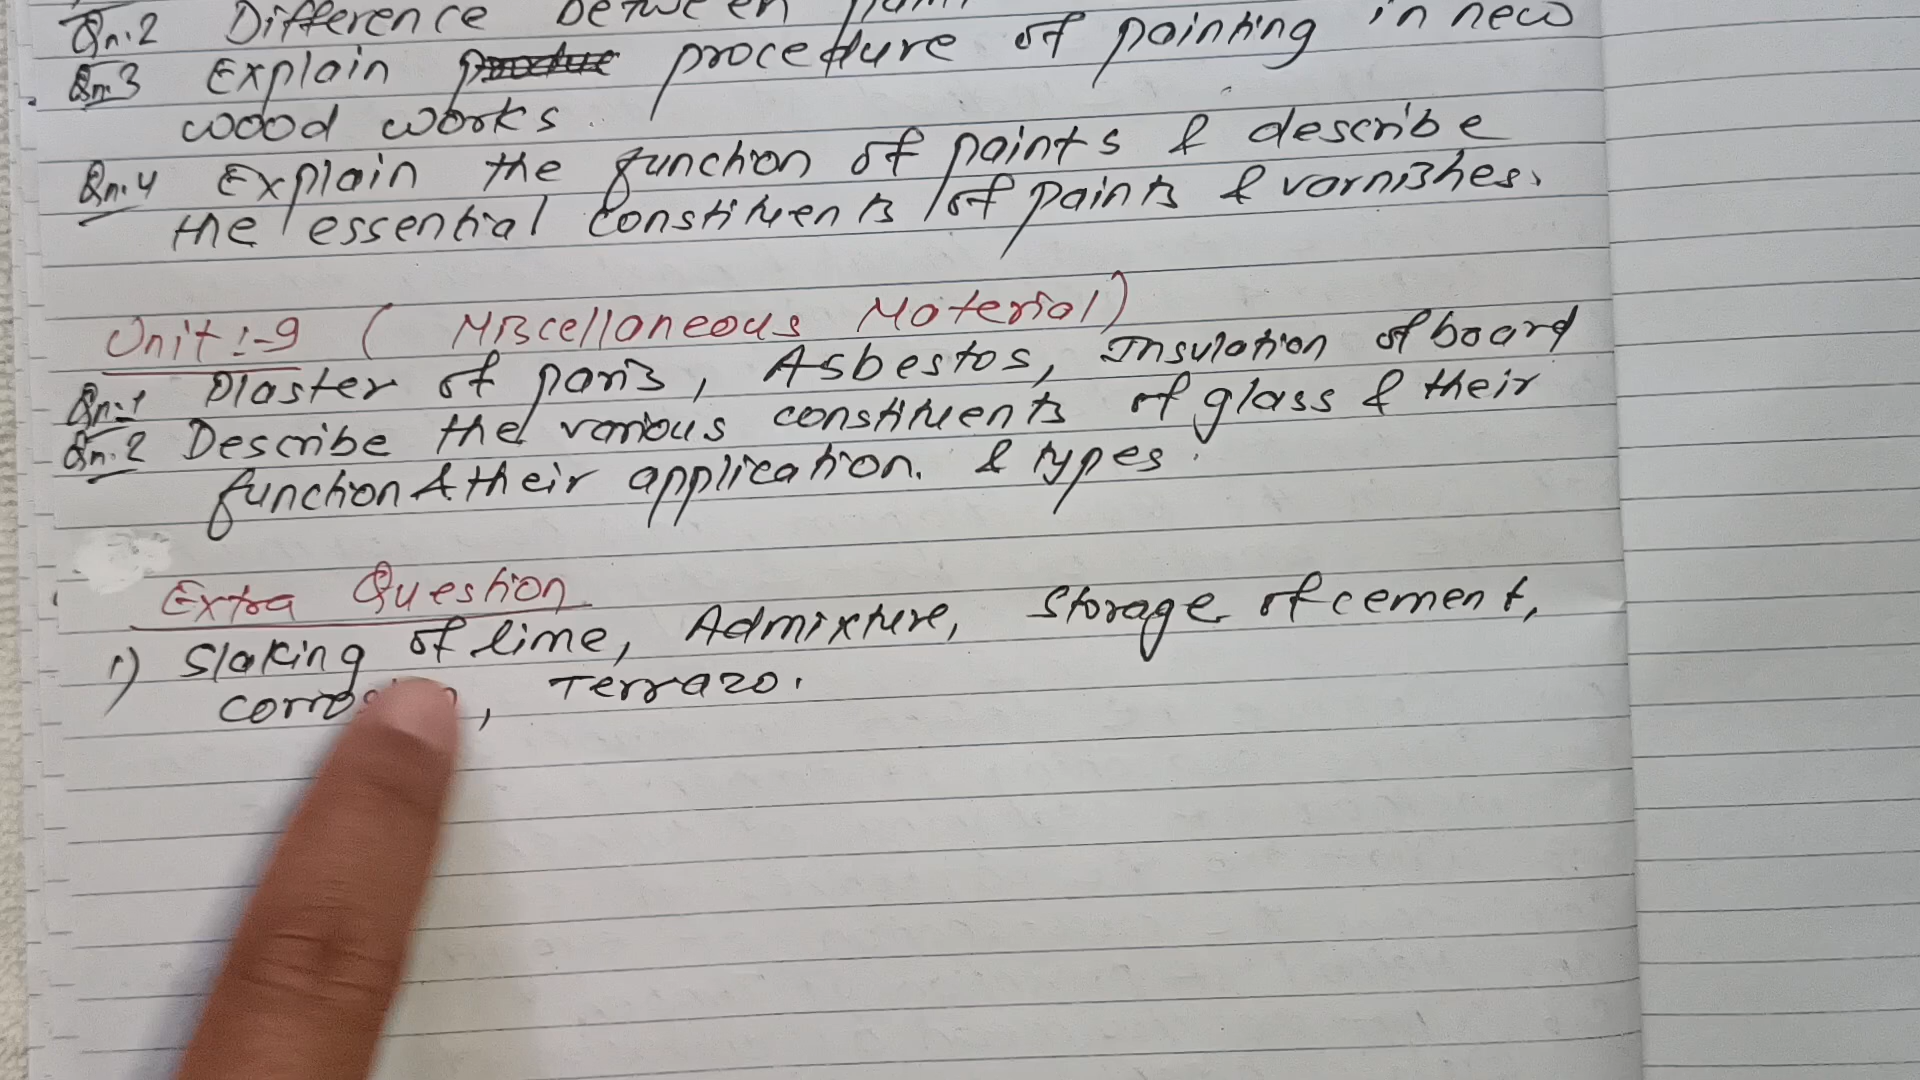 Qn.2 Difference between
Qn.3 Explain procedure of painting in new
wood works.
Qn.4 Explain the function of paints & describe
the essential constituents of paints & varnishes.
Unit:-9 (Miscellaneous Material)
Qn:1 Plaster of paris, Asbestos, Insulation of board
Qn.2 Describe the various constituents of glass & their
function & their application. & types.
Extra Question
1) Slaking of lime, Admixture, Storage of cement,
, Terrazo.